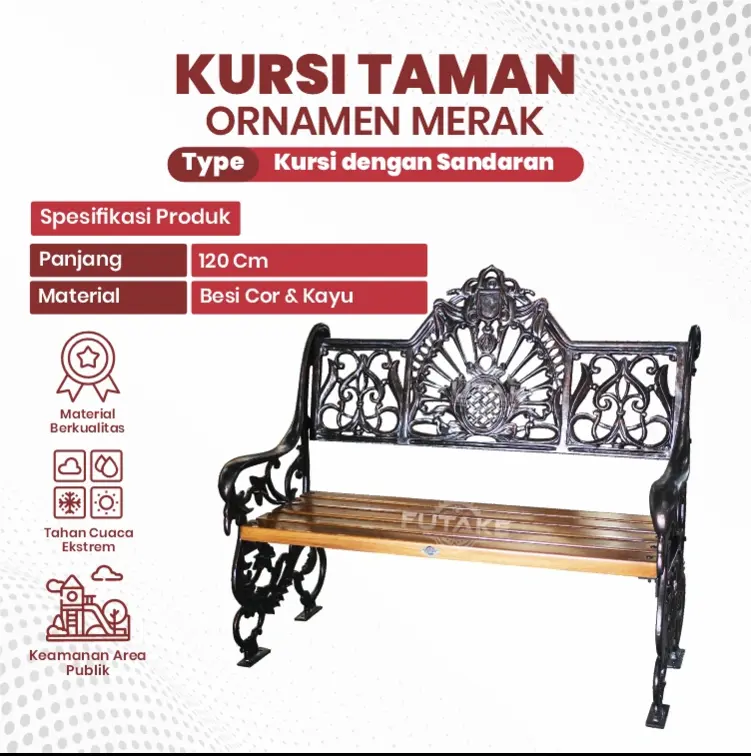 KURSI TAMAN
ORNAMEN MERAK
Type Kursi dengan Sandaran
Spesifikasi Produk
Panjang 120 Cm
Material Besi Cor & Kayu
Material
Berkualitas
FUTAKE
Tahan Cuaca
Ekstrem
Keamanan Area
Publik